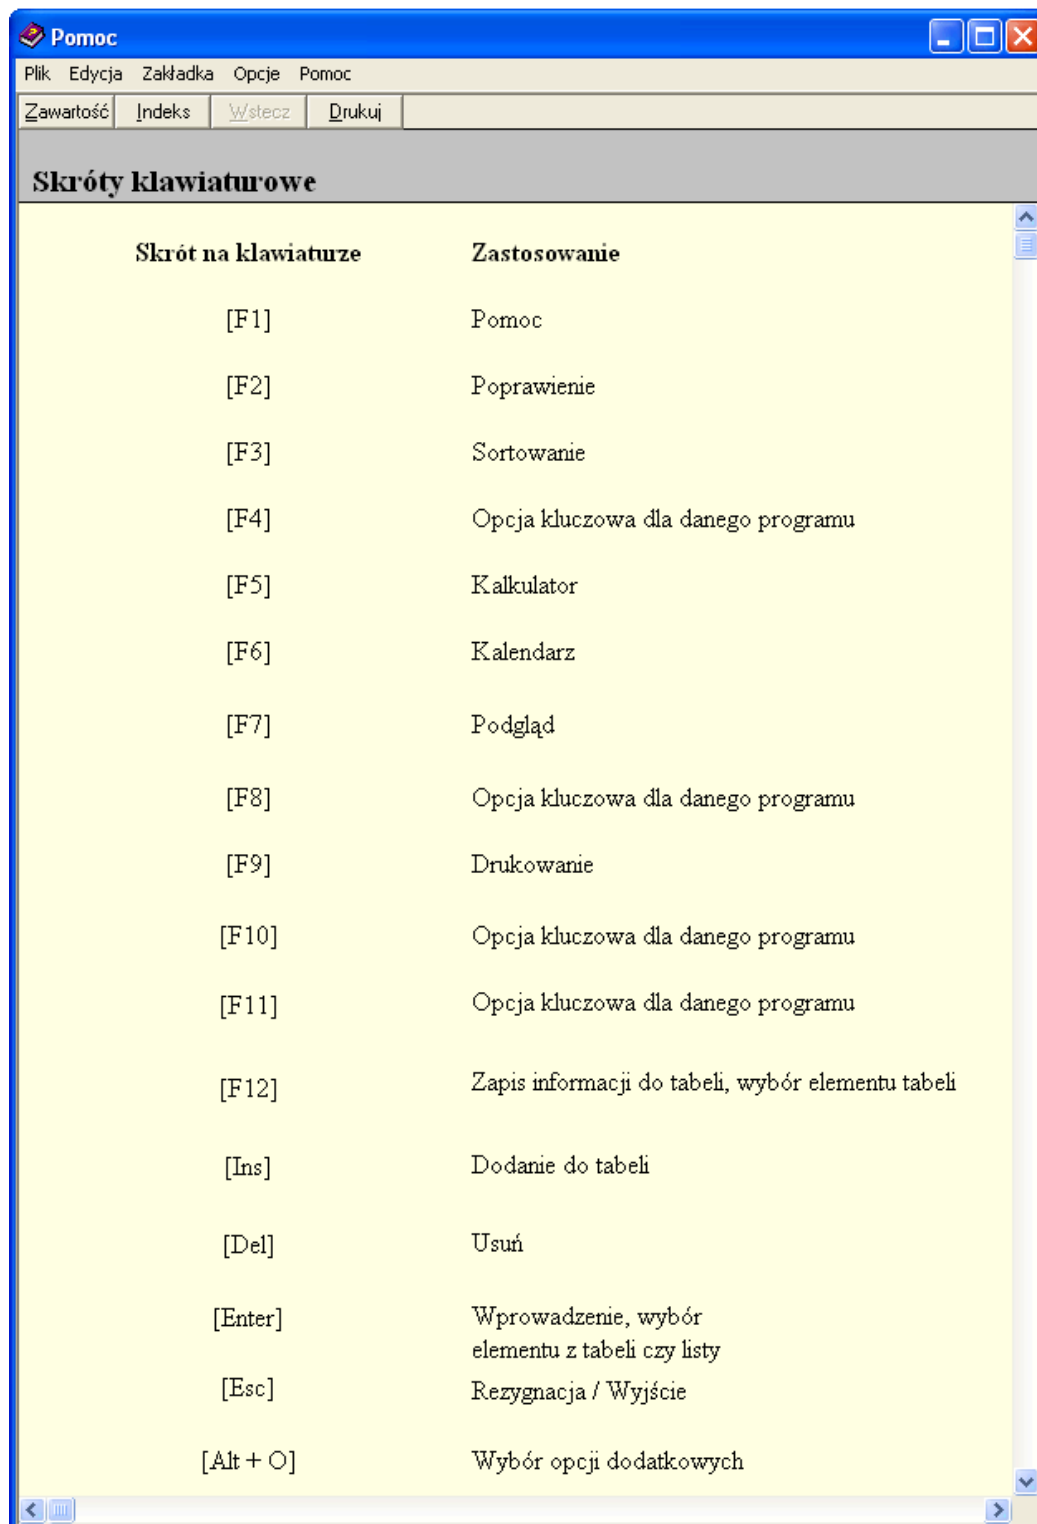 Pomoc
Plik Edycja Zakładka Opcje Pomoc
Zawartość Indeks Wstecz Drukuj
Skróty klawiaturowe
Skrót na klawiaturze Zastosowanie
[F1] Pomoc
[F2] Poprawienie
[F3] Sortowanie
[F4] Opcja kluczowa dla danego programu
[F5] Kalkulator
[F6] Kalendarz
[F7] Podgląd
[F8] Opcja kluczowa dla danego programu
[F9] Drukowanie
[F10] Opcja kluczowa dla danego programu
[F11] Opcja kluczowa dla danego programu
[F12] Zapis informacji do tabeli, wybór elementu tabeli
[Ins] Dodanie do tabeli
[Del] Usuń
[Enter] Wprowadzenie, wybór
elementu z tabeli czy listy
[Esc] Rezygnacja / Wyjście
[Alt + O] Wybór opcji dodatkowych